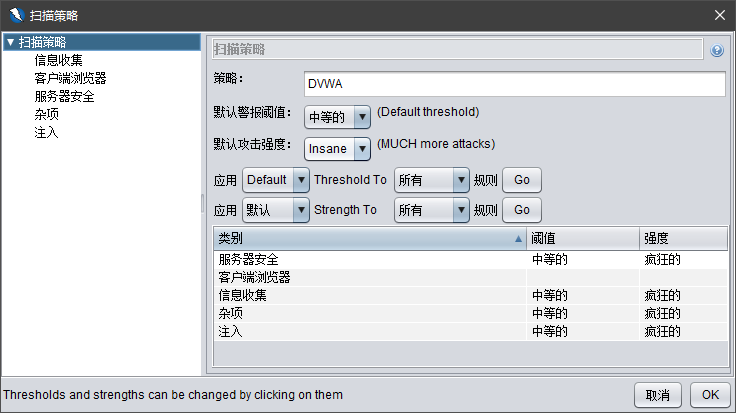 扫描策略
扫描策略
信息收集
客户端浏览器
服务器安全
杂项
注入
扫描策略
策略： DVWA
默认警报阈值： 中等的 (Default threshold)
默认攻击强度： Insane (MUCH more attacks)
应用 Default Threshold To 所有 规则 Go
应用 默认 Strength To 所有 规则 Go
类别 阈值 强度
服务器安全 中等的 疯狂的
客户端浏览器
信息收集 中等的 疯狂的
杂项 中等的 疯狂的
注入 中等的 疯狂的
Thresholds and strengths can be changed by clicking on them 取消 OK